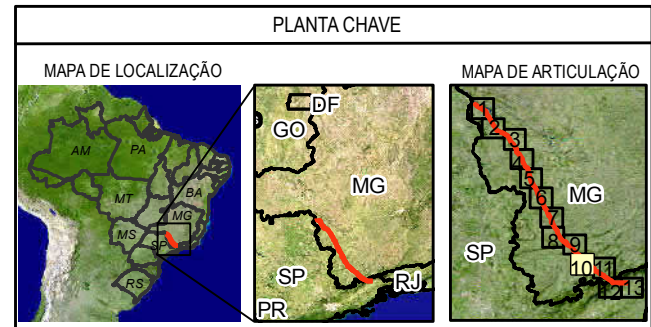 PLANTA CHAVE
MAPA DE LOCALIZAÇÃO
AM
PA
MT
BA
MG
MS
SP
RS
DF
GO
MG
SP
RJ
PR
MAPA DE ARTICULAÇÃO
1
2
3
4
5
6
7
8
9
10
11
12
13
MG
SP